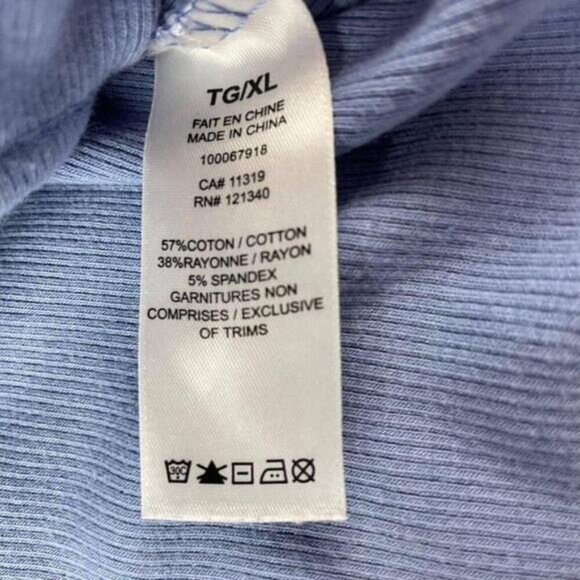 TG/XL
FAIT EN CHINE
MADE IN CHINA
100067918
CA# 11319
RN# 121340
57%COTON / COTTON
38%RAYONNE / RAYON
5% SPANDEX
GARNITURES NON
COMPRISES / EXCLUSIVE
OF TRIMS
30C